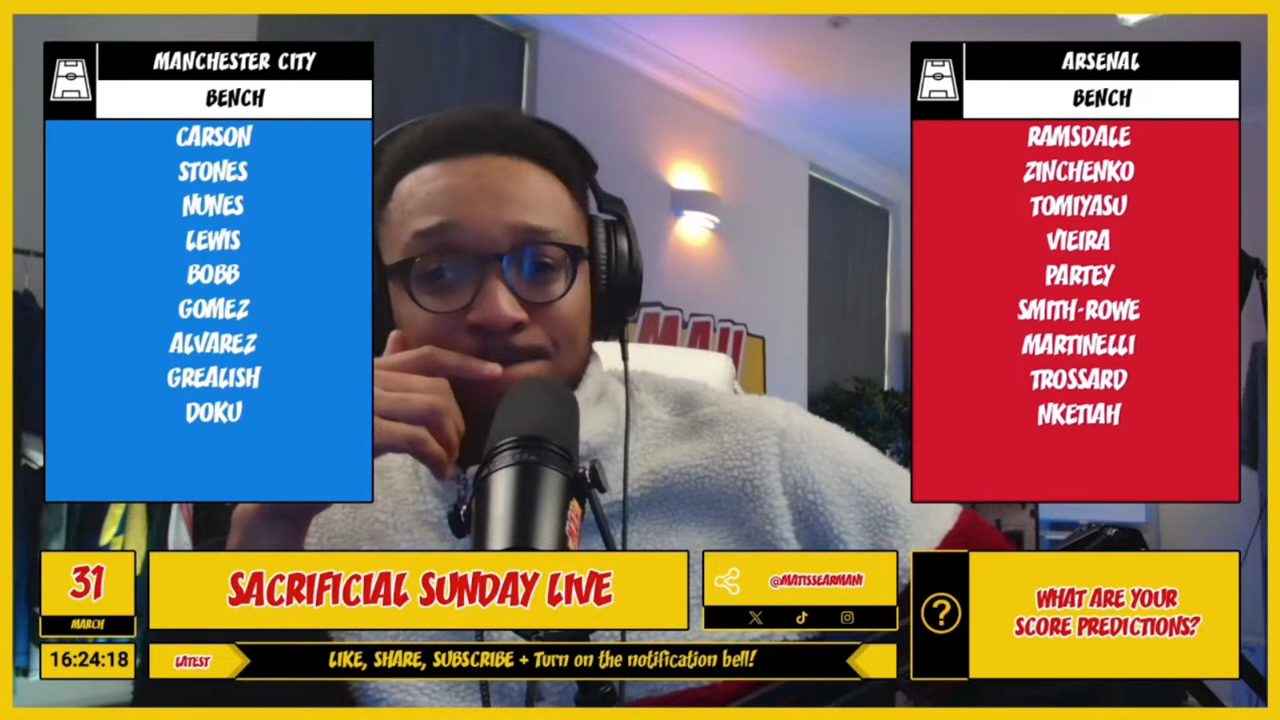 MANCHESTER CITY
BENCH
CARSON
STONES
NUNES
LEWIS
BOBB
GOMEZ
ALVAREZ
GREALISH
DOKU
ARSENAL
BENCH
RAMSDALE
ZINCHENKO
TOMIYASU
VIEIRA
PARTEY
SMITH-ROWE
MARTINELLI
TROSSARD
NKETIAH
31
MARCH
16:24:18
SACRIFICIAL SUNDAY LIVE
@MATISSEARMANI
LATEST
LIKE, SHARE, SUBSCRIBE + Turn on the notification bell!
?
WHAT ARE YOUR
SCORE PREDICTIONS?